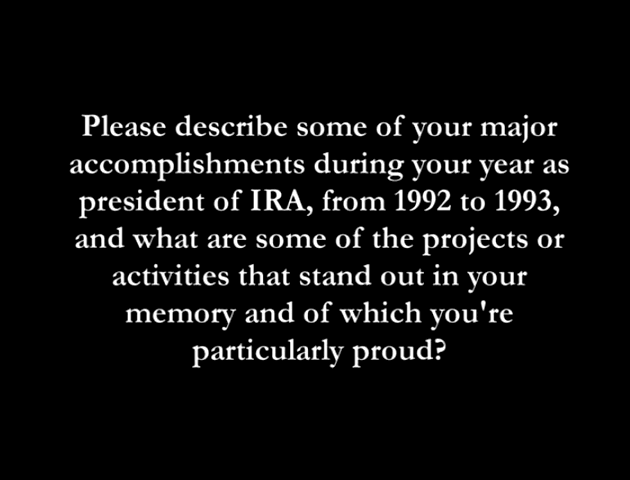 Please describe some of your major
accomplishments during your year as
president of IRA, from 1992 to 1993,
and what are some of the projects or
activities that stand out in your
memory and of which you're
particularly proud?